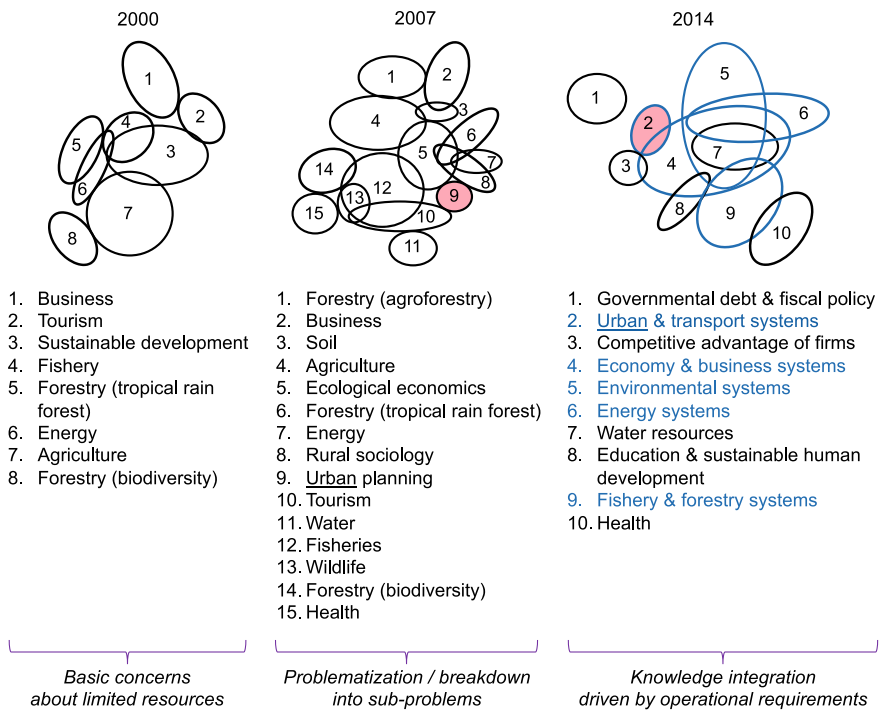 2000
2007
2014
1
2
4
3
5
6
7
8
1
2
3
4
6
5
7
8
14
12
13
9
15
10
11
5
1
6
2
7
3
4
8
9
10
1. Business
2. Tourism
3. Sustainable development
4. Fishery
5. Forestry (tropical rain
forest)
6. Energy
7. Agriculture
8. Forestry (biodiversity)
1. Forestry (agroforestry)
2. Business
3. Soil
4. Agriculture
5. Ecological economics
6. Forestry (tropical rain forest)
7. Energy
8. Rural sociology
9. Urban planning
10. Tourism
11. Water
12. Fisheries
13. Wildlife
14. Forestry (biodiversity)
15. Health
1. Governmental debt & fiscal policy
2. Urban & transport systems
3. Competitive advantage of firms
4. Economy & business systems
5. Environmental systems
6. Energy systems
7. Water resources
8. Education & sustainable human
development
9. Fishery & forestry systems
10. Health
Basic concerns
about limited resources
Problematization / breakdown
into sub-problems
Knowledge integration
driven by operational requirements